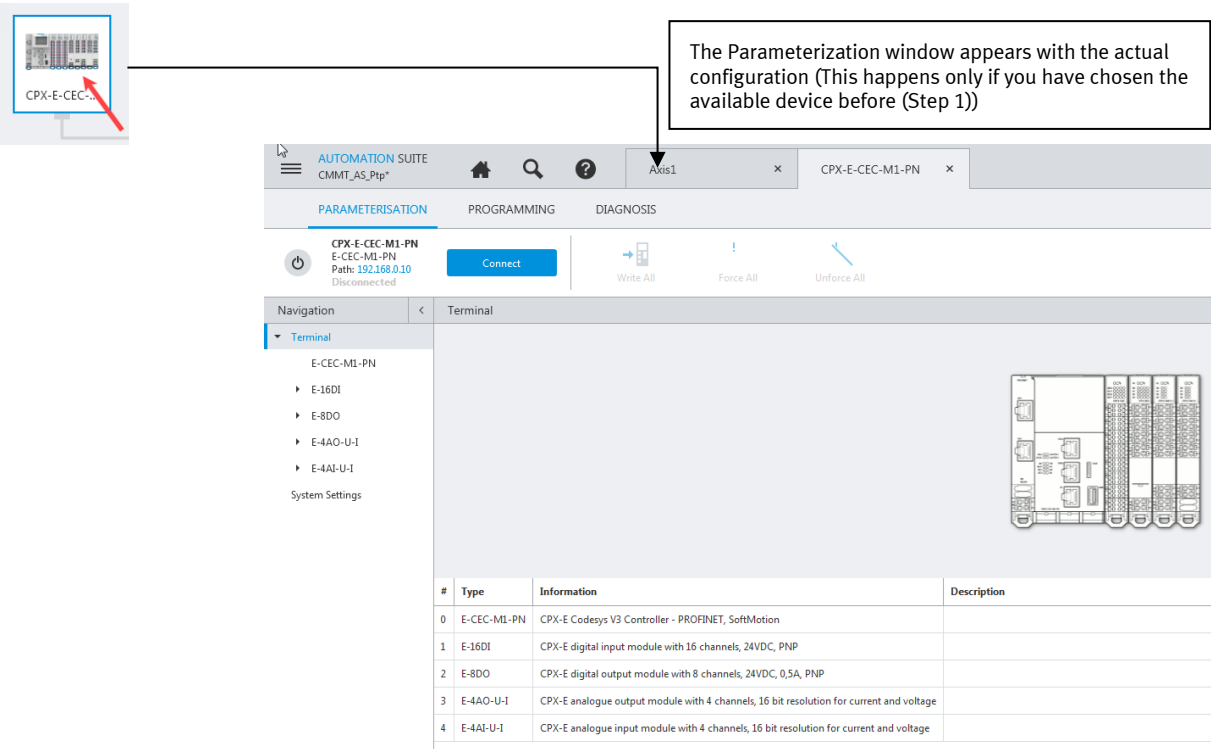 CPX-E-CEC-...
The Parameterization window appears with the actual
configuration (This happens only if you have chosen the
available device before (Step 1))
AUTOMATION SUITE
CMMT_AS_Ptp*
Axis1 ×
CPX-E-CEC-M1-PN ×
PARAMETERISATION PROGRAMMING DIAGNOSIS
CPX-E-CEC-M1-PN
E-CEC-M1-PN
Path: 192.168.0.10
Disconnected
Connect
Write All Force All Unforce All
Navigation <
Terminal
Terminal
E-CEC-M1-PN
E-16DI
E-8DO
E-4AO-U-I
E-4AI-U-I
System Settings
# Type Information Description
0 E-CEC-M1-PN CPX-E Codesys V3 Controller - PROFINET, SoftMotion
1 E-16DI CPX-E digital input module with 16 channels, 24VDC, PNP
2 E-8DO CPX-E digital output module with 8 channels, 24VDC, 0,5A, PNP
3 E-4AO-U-I CPX-E analogue output module with 4 channels, 16 bit resolution for current and voltage
4 E-4AI-U-I CPX-E analogue input module with 4 channels, 16 bit resolution for current and voltage